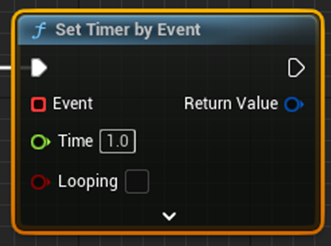 Set Timer by Event
Event Return Value
Time 1.0
Looping